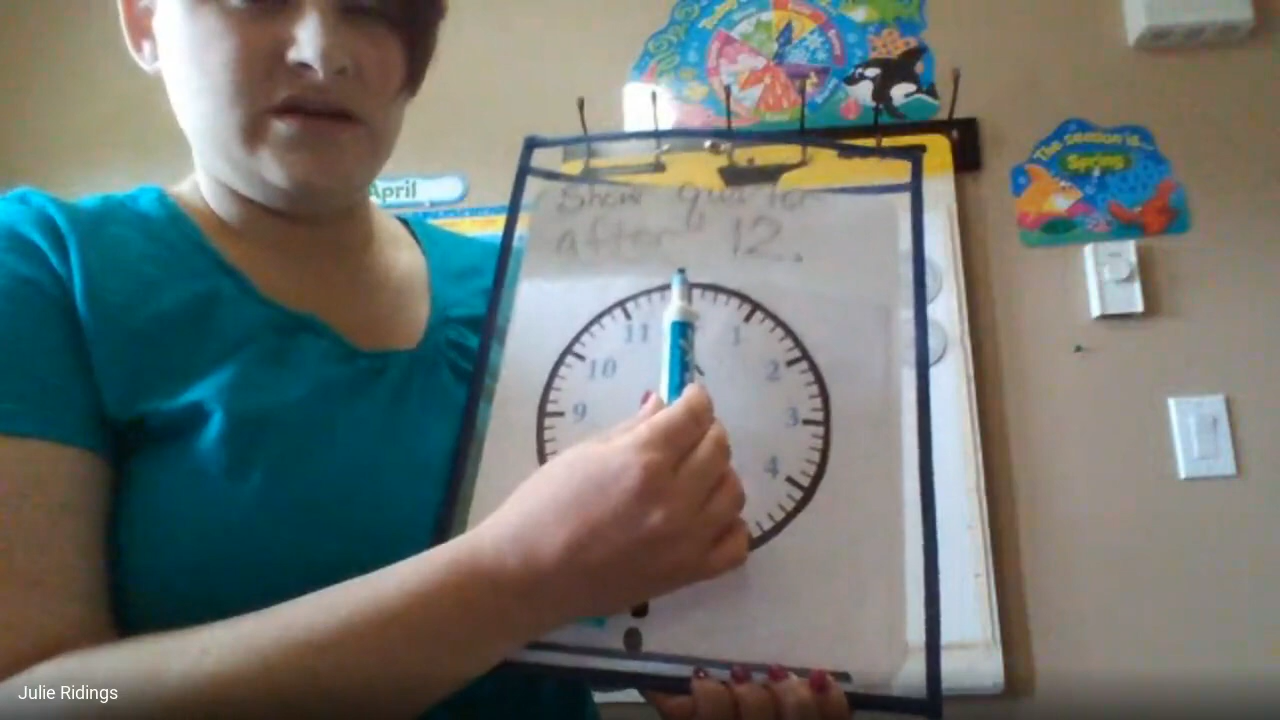 April
The season is...
Spring
Show quarter
after 12.
11
1
10
2
9
3
4
Julie Ridings